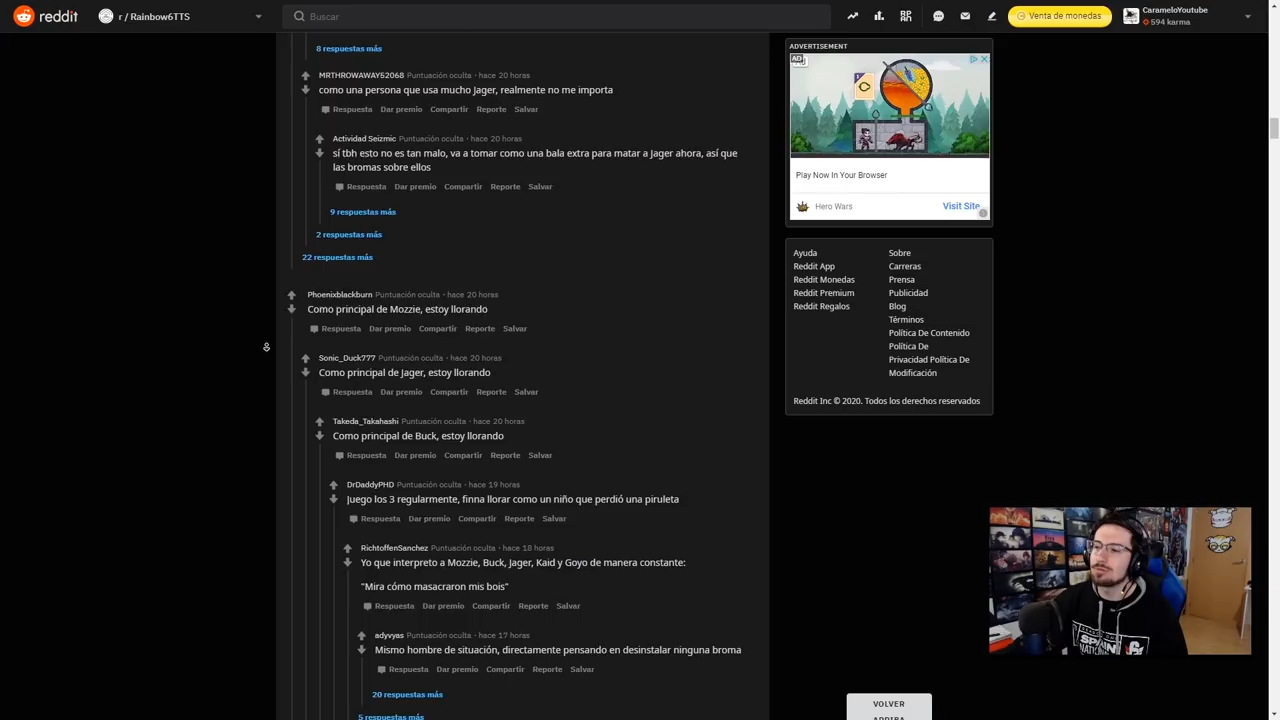 reddit
r / Rainbow6TTS
Buscar
Venta de monedas
CarameloYoutube
594 karma
8 respuestas más
MRTHROWAWAY52068 Puntuación oculta · hace 20 horas
como una persona que usa mucho Jager, realmente no me importa
Respuesta Dar premio Compartir Reporte Salvar
Actividad Seizmic Puntuación oculta · hace 20 horas
sí tbh esto no es tan malo, va a tomar como una bala extra para matar a Jager ahora, así que
las bromas sobre ellos
Respuesta Dar premio Compartir Reporte Salvar
9 respuestas más
2 respuestas más
22 respuestas más
Phoenixblackburn Puntuación oculta · hace 20 horas
Como principal de Mozzie, estoy llorando
Respuesta Dar premio Compartir Reporte Salvar
Sonic_Duck777 Puntuación oculta · hace 20 horas
Como principal de Jager, estoy llorando
Respuesta Dar premio Compartir Reporte Salvar
Takeda_Takahashi Puntuación oculta · hace 20 horas
Como principal de Buck, estoy llorando
Respuesta Dar premio Compartir Reporte Salvar
DrDaddyPHD Puntuación oculta · hace 19 horas
Juego los 3 regularmente, finna llorar como un niño que perdió una piruleta
Respuesta Dar premio Compartir Reporte Salvar
RichtoffenSanchez Puntuación oculta · hace 18 horas
Yo que interpreto a Mozzie, Buck, Jager, Kaid y Goyo de manera constante:
"Mira cómo masacraron mis bois"
Respuesta Dar premio Compartir Reporte Salvar
adyvyas Puntuación oculta · hace 17 horas
Mismo hombre de situación, directamente pensando en desinstalar ninguna broma
Respuesta Dar premio Compartir Reporte Salvar
20 respuestas más
5 respuestas más
ADVERTISEMENT
AD
Play Now In Your Browser
Hero Wars
Visit Site
Ayuda
Reddit App
Reddit Monedas
Reddit Premium
Reddit Regalos
Sobre
Carreras
Prensa
Publicidad
Blog
Términos
Política De Contenido
Política De
Privacidad Política De
Modificación
Reddit Inc © 2020. Todos los derechos reservados
VOLVER
ARRIBA